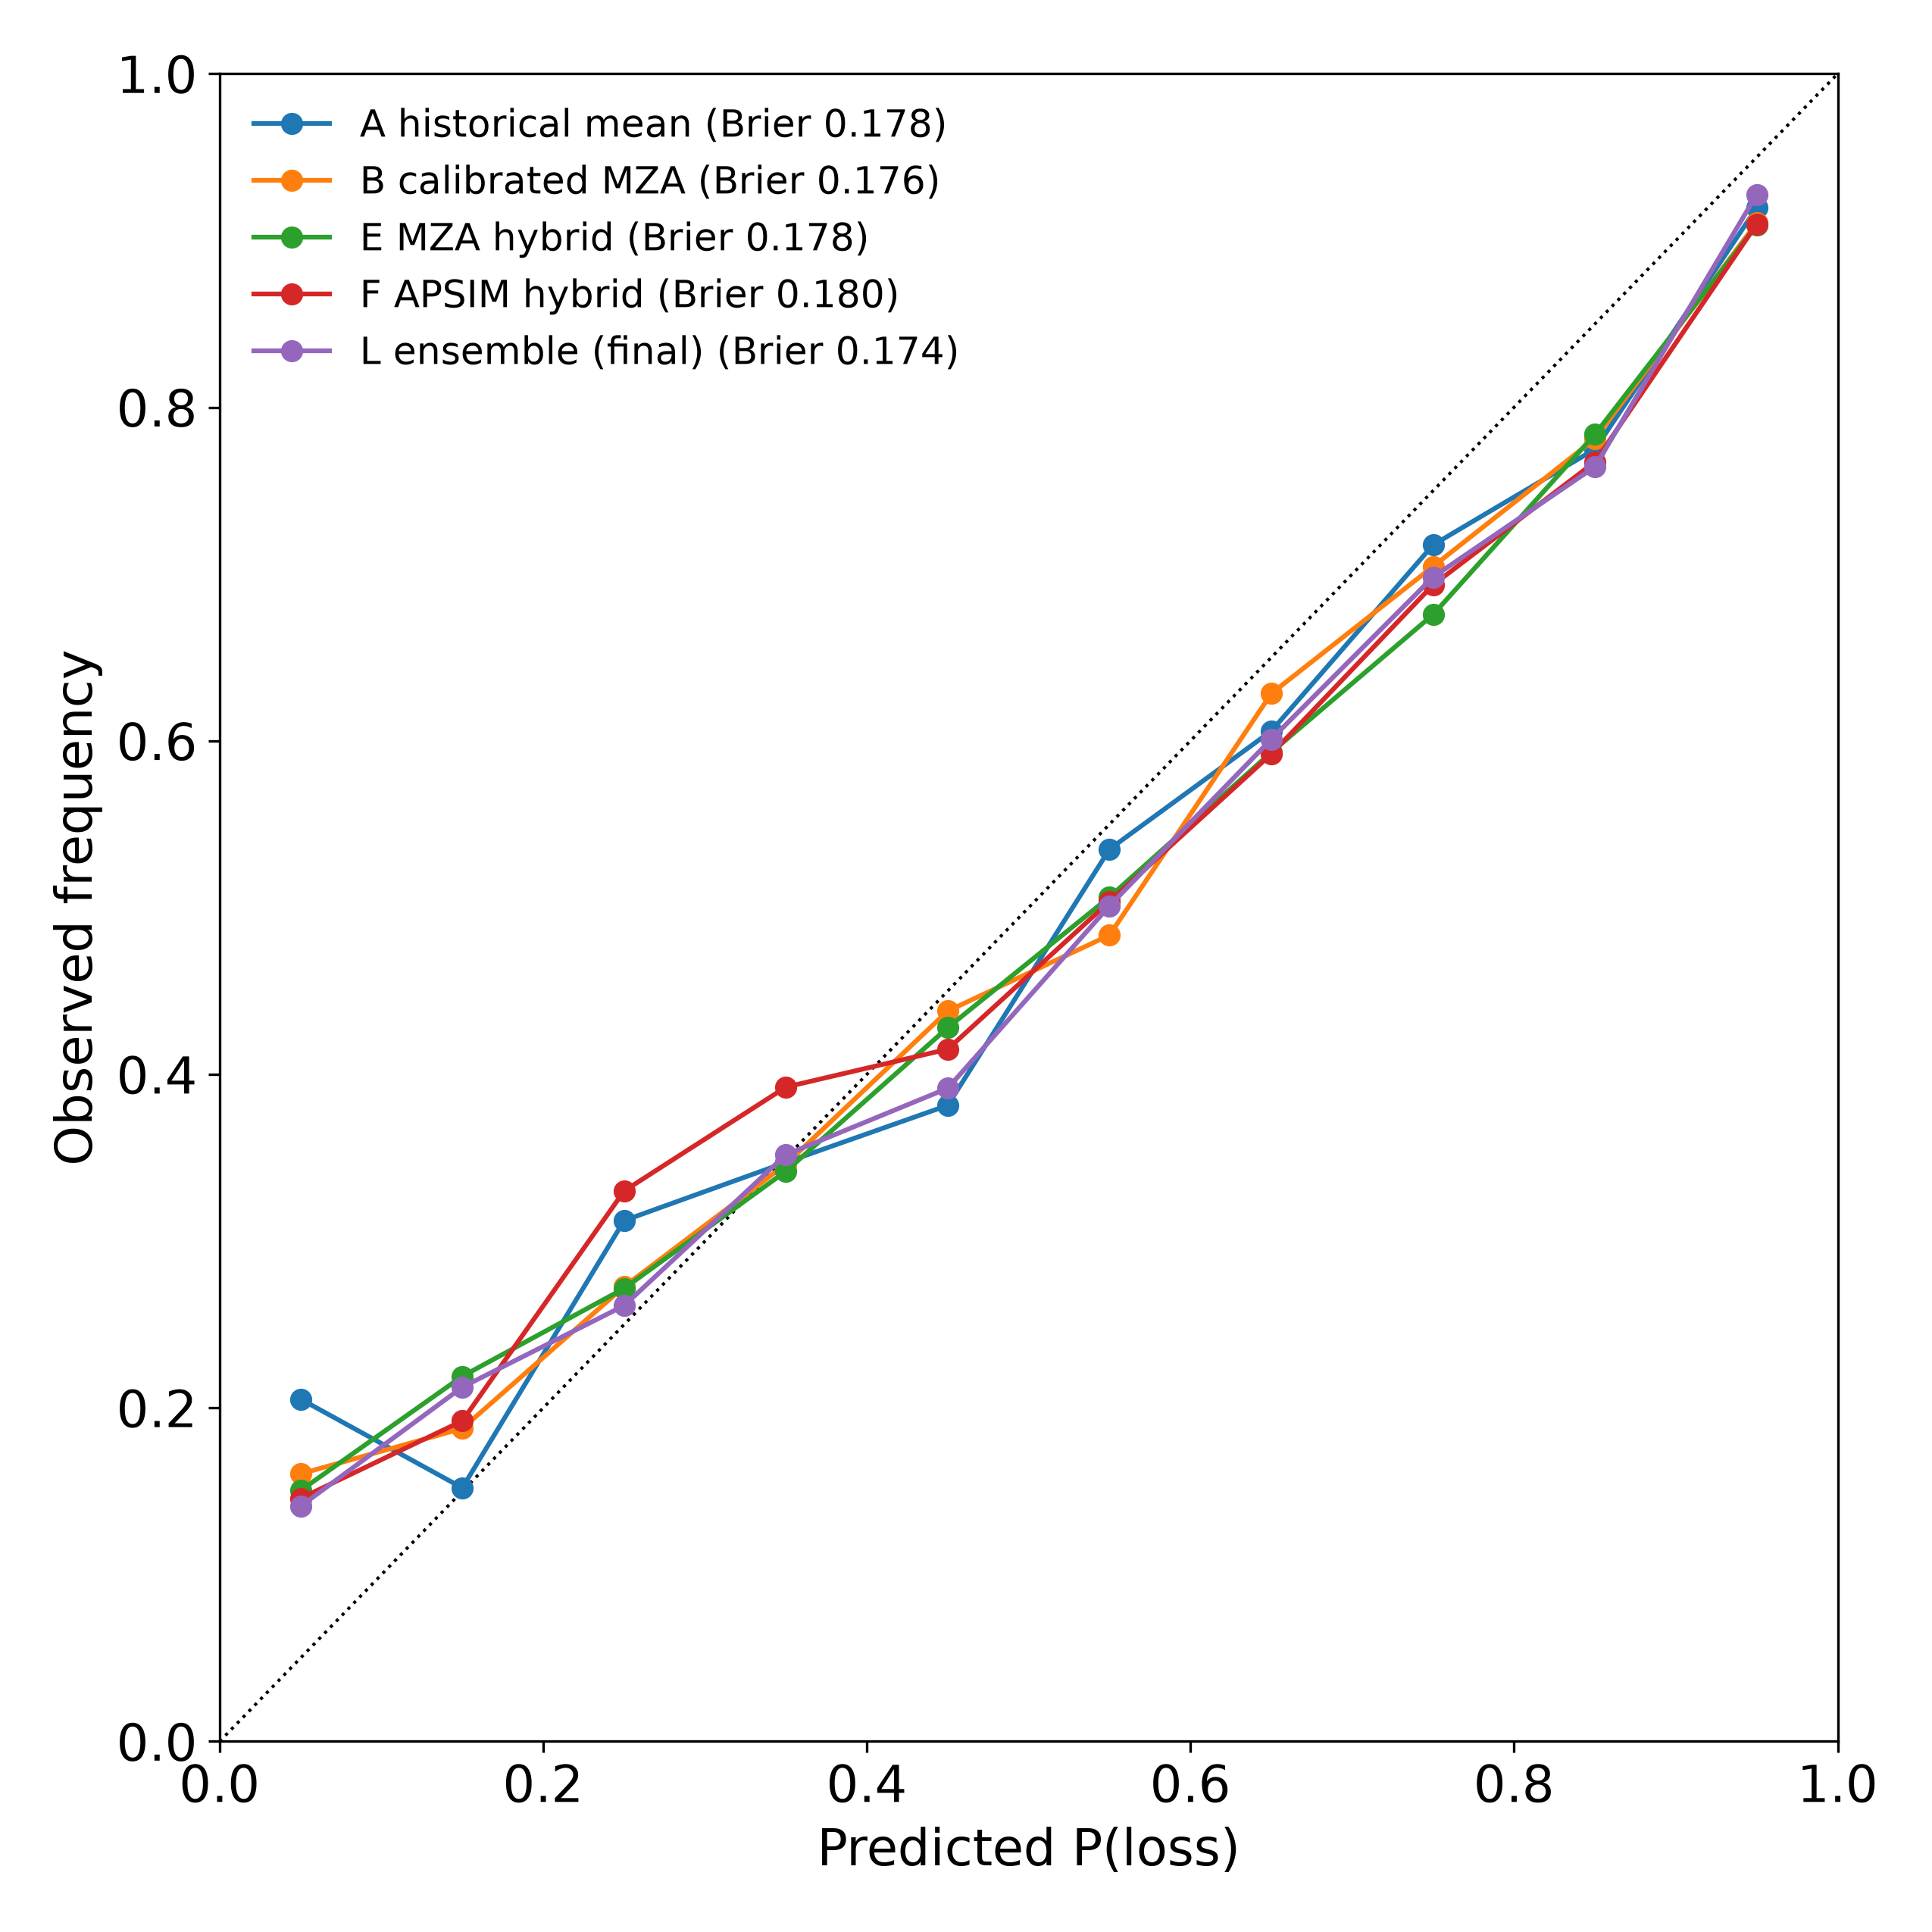 A historical mean (Brier 0.178)
B calibrated MZA (Brier 0.176)
E MZA hybrid (Brier 0.178)
F APSIM hybrid (Brier 0.180)
L ensemble (final) (Brier 0.174)
Observed frequency
1.0
0.8
0.6
0.4
0.2
0.0
0.0 0.2 0.4 0.6 0.8 1.0
Predicted P(loss)